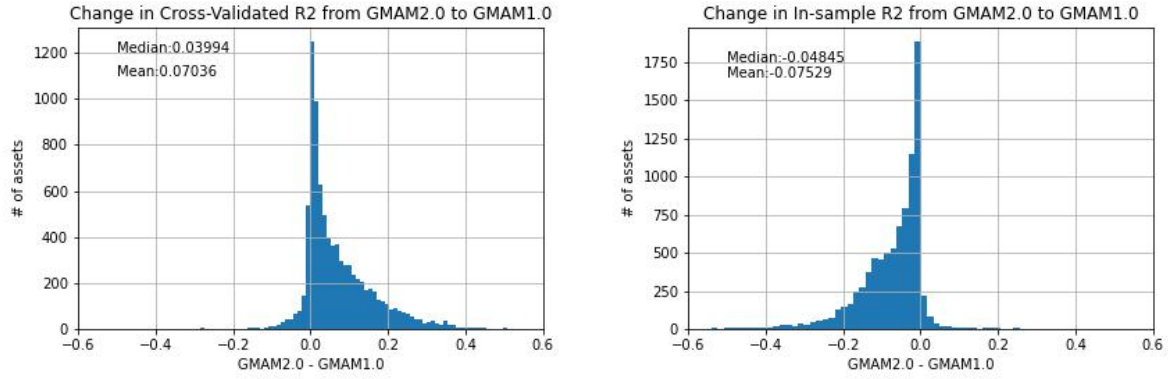 Change in Cross-Validated R2 from GMAM2.0 to GMAM1.0
Median:0.03994
Mean:0.07036
# of assets
1200
1000
800
600
400
200
0
−0.6 −0.4 −0.2 0.0 0.2 0.4 0.6
GMAM2.0 - GMAM1.0
Change in In-sample R2 from GMAM2.0 to GMAM1.0
Median:-0.04845
Mean:-0.07529
# of assets
1750
1500
1250
1000
750
500
250
0
−0.6 −0.4 −0.2 0.0 0.2 0.4 0.6
GMAM2.0 - GMAM1.0